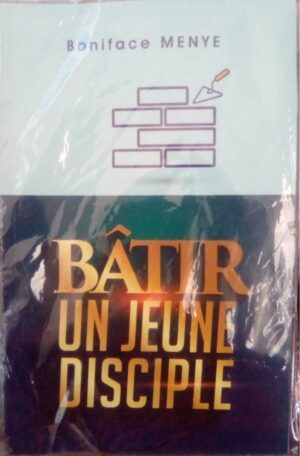 Boniface MENYE
BÂTIR
UN JEUNE
DISCIPLE